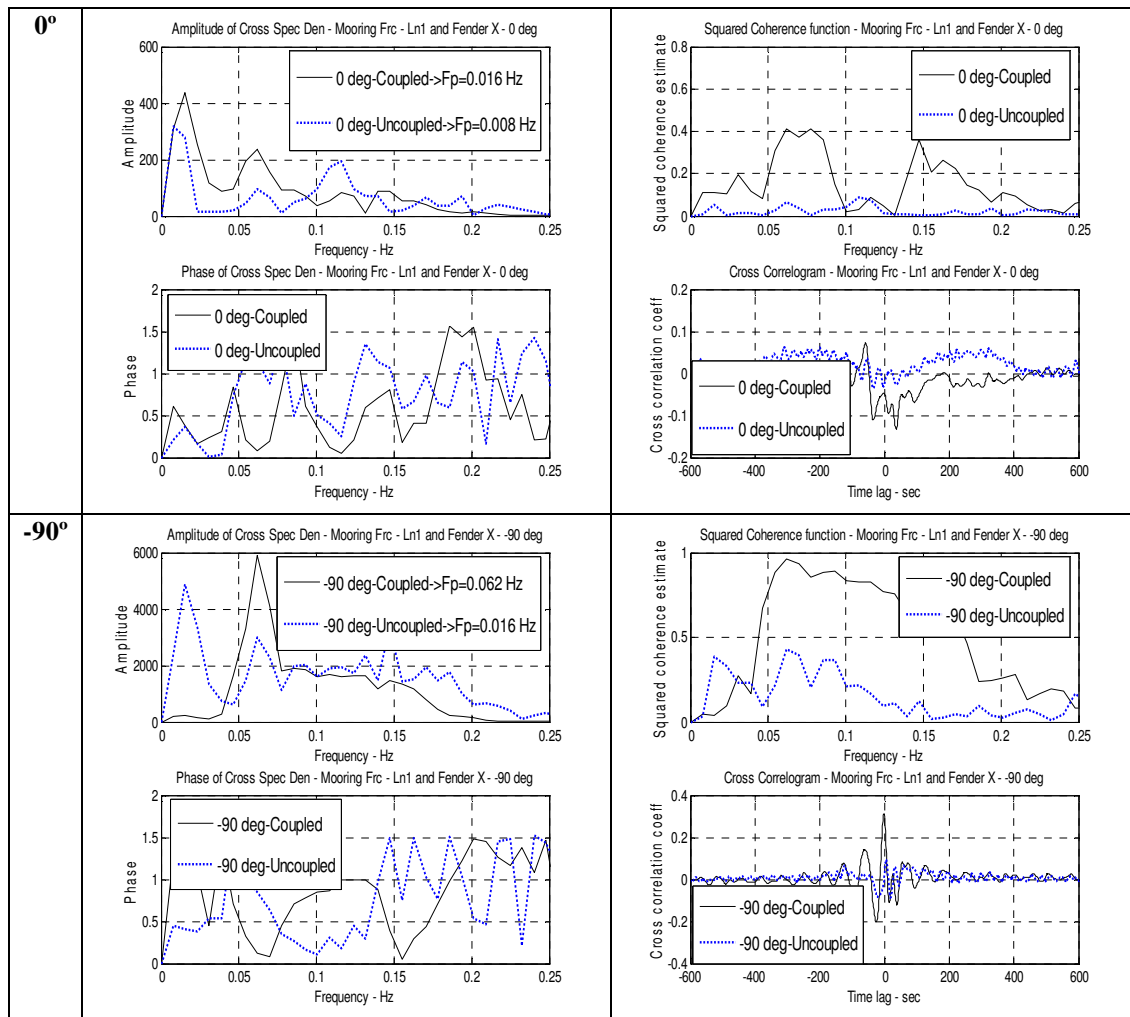 0º
Amplitude of Cross Spec Den - Mooring Frc - Ln1 and Fender X - 0 deg
600
400
200
0
Amplitude
0 deg-Coupled->Fp=0.016 Hz
0 deg-Uncoupled->Fp=0.008 Hz
0 0.05 0.1 0.15 0.2 0.25
Frequency - Hz
Phase of Cross Spec Den - Mooring Frc - Ln1 and Fender X - 0 deg
2
1.5
1
0.5
0
Phase
0 deg-Coupled
0 deg-Uncoupled
0 0.05 0.1 0.15 0.2 0.25
Frequency - Hz
Squared Coherence function - Mooring Frc - Ln1 and Fender X - 0 deg
0.8
0.6
0.4
0.2
0
Squared coherence estimate
0 deg-Coupled
0 deg-Uncoupled
0 0.05 0.1 0.15 0.2 0.25
Frequency - Hz
Cross Correlogram - Mooring Frc - Ln1 and Fender X - 0 deg
0.2
0.1
0
-0.1
-0.2
Cross correlation coeff
0 deg-Coupled
0 deg-Uncoupled
-600 -400 -200 0 200 400 600
Time lag - sec
-90º
Amplitude of Cross Spec Den - Mooring Frc - Ln1 and Fender X - -90 deg
6000
4000
2000
0
Amplitude
-90 deg-Coupled->Fp=0.062 Hz
-90 deg-Uncoupled->Fp=0.016 Hz
0 0.05 0.1 0.15 0.2 0.25
Frequency - Hz
Phase of Cross Spec Den - Mooring Frc - Ln1 and Fender X - -90 deg
2
1.5
1
0.5
0
Phase
-90 deg-Coupled
-90 deg-Uncoupled
0 0.05 0.1 0.15 0.2 0.25
Frequency - Hz
Squared Coherence function - Mooring Frc - Ln1 and Fender X - -90 deg
1
0.5
0
Squared coherence estimate
-90 deg-Coupled
-90 deg-Uncoupled
0 0.05 0.1 0.15 0.2 0.25
Frequency - Hz
Cross Correlogram - Mooring Frc - Ln1 and Fender X - -90 deg
0.4
0.2
0
-0.2
-0.4
Cross correlation coeff
-90 deg-Coupled
-90 deg-Uncoupled
-600 -400 -200 0 200 400 600
Time lag - sec